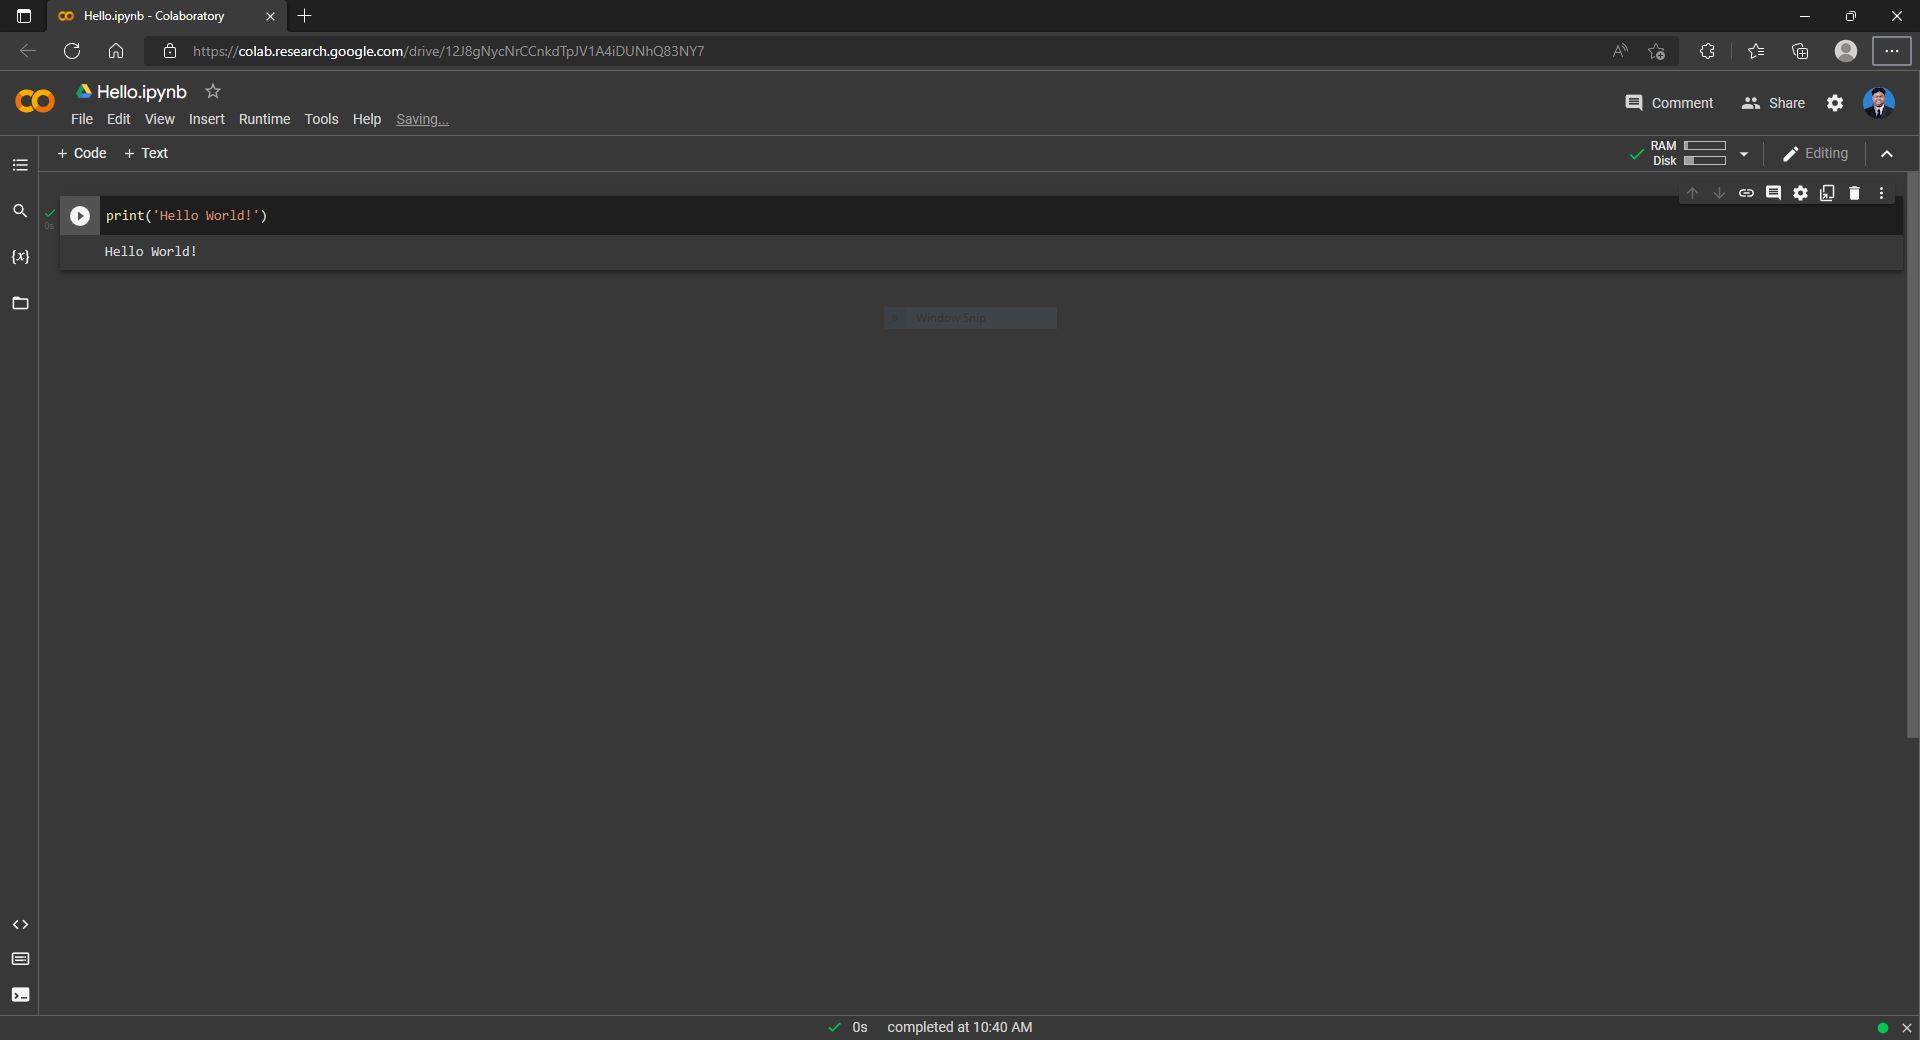 Hello.ipynb - Colaboratory
https://colab.research.google.com/drive/12J8gNycNrCCnkdTpJV1A4iDUNhQ83NY7
Hello.ipynb
File Edit View Insert Runtime Tools Help Saving...
Comment Share
+ Code + Text
RAM
Disk
Editing
print('Hello World!')
0s
Hello World!
Window Snip
{x}
0s completed at 10:40 AM